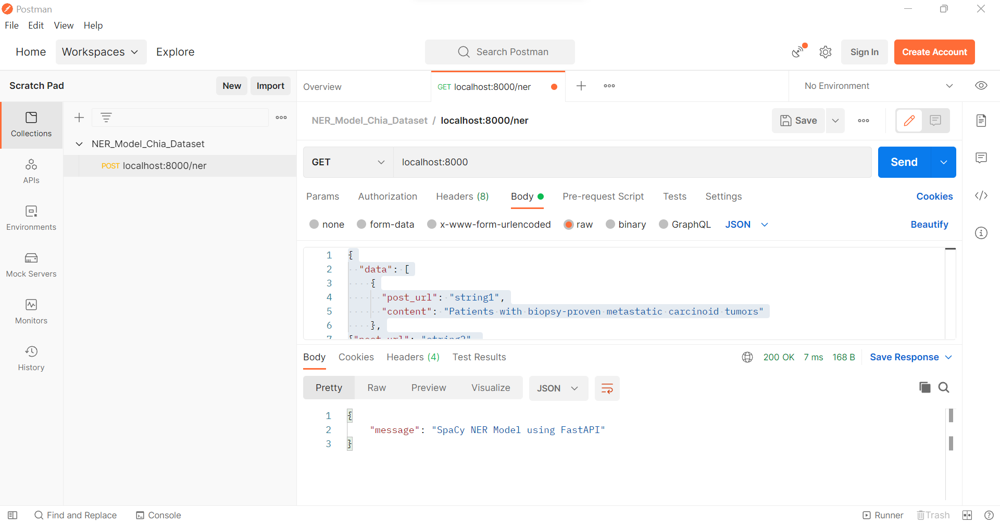 Postman
File Edit View Help
Home Workspaces Explore Search Postman Sign In Create Account
Scratch Pad New Import
Overview GET localhost:8000/ner No Environment
Collections
APIs
Environments
Mock Servers
Monitors
History
NER_Model_Chia_Dataset
POST localhost:8000/ner
NER_Model_Chia_Dataset / localhost:8000/ner Save
GET localhost:8000 Send
Params Authorization Headers (8) Body Pre-request Script Tests Settings Cookies
none form-data x-www-form-urlencoded raw binary GraphQL JSON Beautify
1 {
2 "data": [
3 {
4 "post_url": "string1",
5 "content": "Patients with biopsy-proven metastatic carcinoid tumors"
6 },
7 {"post_url": "string2",
Body Cookies Headers (4) Test Results 200 OK 7 ms 168 B Save Response
Pretty Raw Preview Visualize JSON
1 {
2 "message": "SpaCy NER Model using FastAPI"
3 }
Find and Replace Console Runner Trash